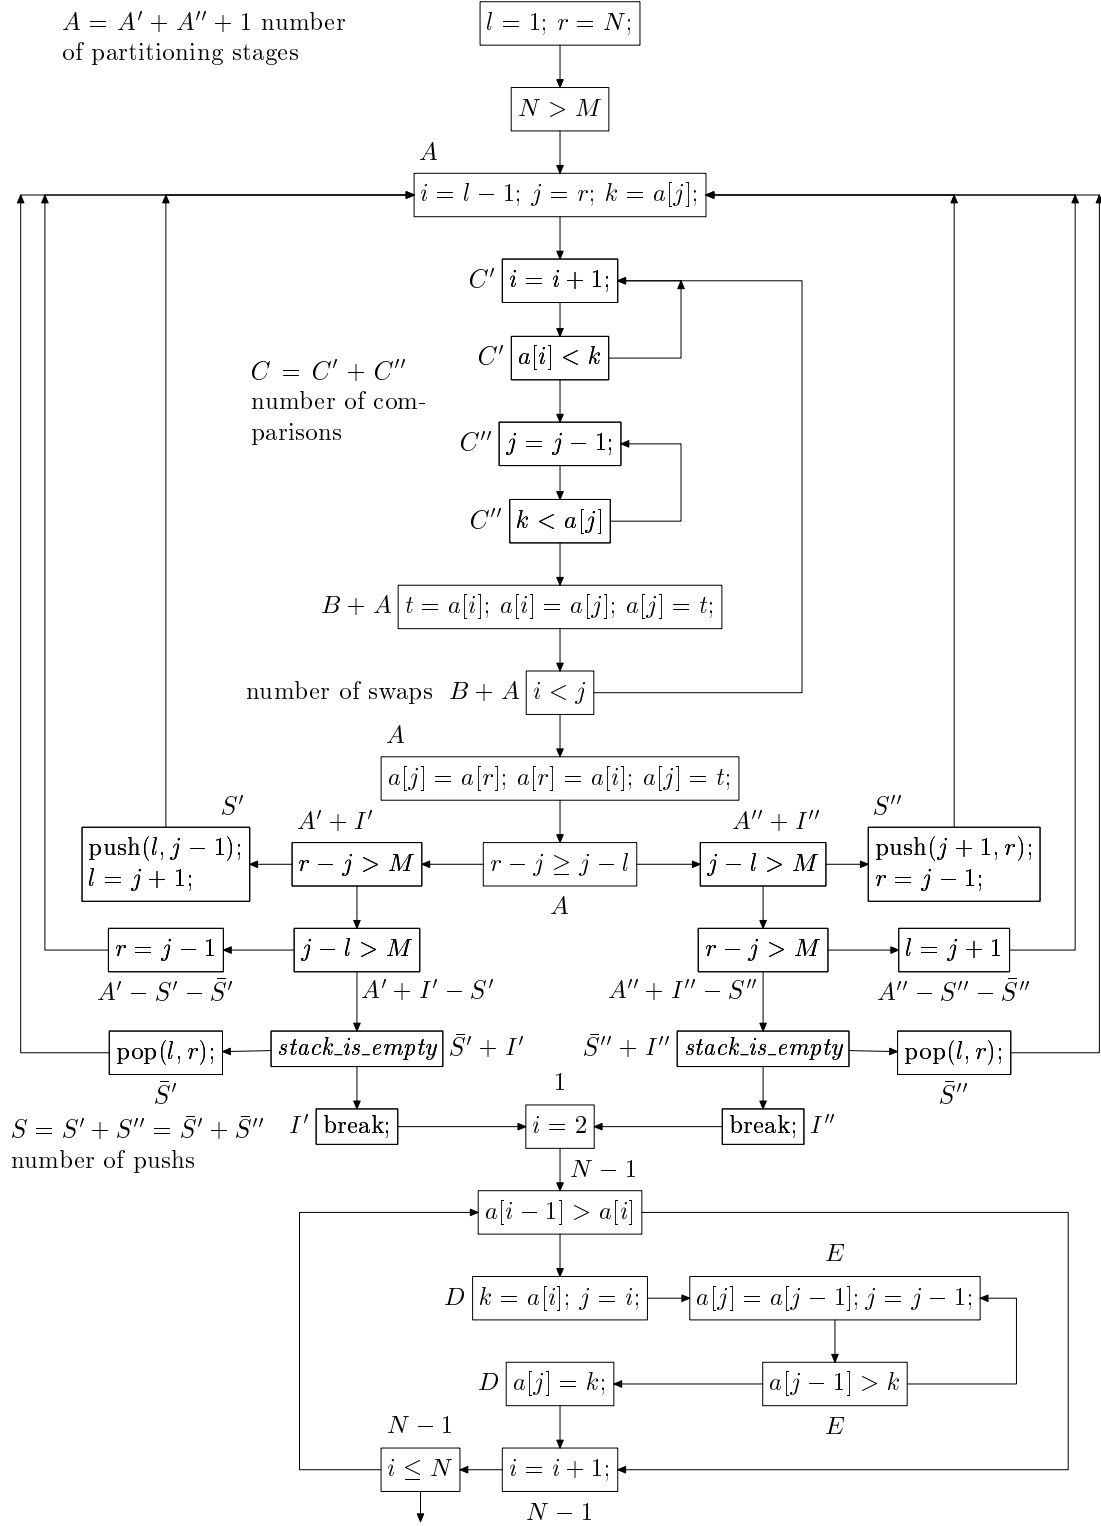 A = A′ + A″ + 1 number
of partitioning stages
l = 1; r = N;
N > M
A
i = l − 1; j = r; k = a[j];
C′ i = i + 1;
C′ a[i] < k
C = C′ + C″
number of com-
parisons
C″ j = j − 1;
C″ k < a[j]
B + A t = a[i]; a[i] = a[j]; a[j] = t;
number of swaps B + A i < j
A
a[j] = a[r]; a[r] = a[i]; a[j] = t;
S′ S″
A′ + I′ A″ + I″
push(l, j − 1);
l = j + 1;
r − j > M
r − j ≥ j − l
j − l > M
push(j + 1, r);
r = j − 1;
A
r = j − 1 j − l > M r − j > M l = j + 1
A′ − S′ − S̄′ A′ + I′ − S′ A″ + I″ − S″ A″ − S″ − S̄″
pop(l, r); stack_is_empty S̄′ + I′ S̄″ + I″ stack_is_empty pop(l, r);
S̄′ 1 S̄″
S = S′ + S″ = S̄′ + S̄″
number of pushs
I′ break; i = 2 break; I″
N − 1
a[i − 1] > a[i]
E
D k = a[i]; j = i; a[j] = a[j − 1]; j = j − 1;
D a[j] = k; a[j − 1] > k
N − 1 E
i ≤ N i = i + 1;
N − 1